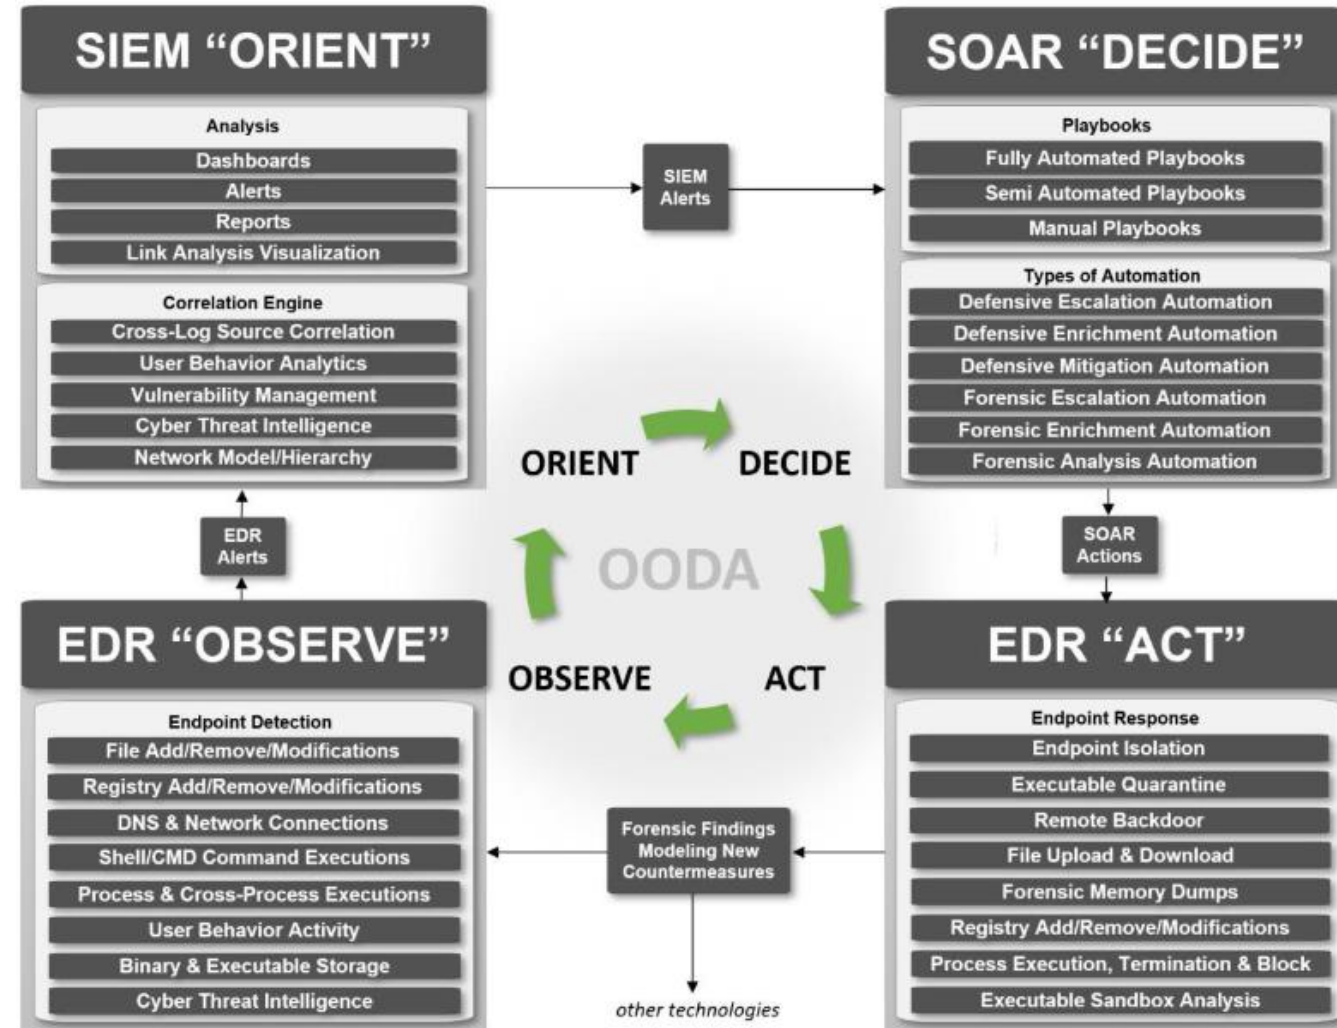 SIEM “ORIENT”
Analysis
Dashboards
Alerts
Reports
Link Analysis Visualization
Correlation Engine
Cross-Log Source Correlation
User Behavior Analytics
Vulnerability Management
Cyber Threat Intelligence
Network Model/Hierarchy
SIEM
Alerts
SOAR “DECIDE”
Playbooks
Fully Automated Playbooks
Semi Automated Playbooks
Manual Playbooks
Types of Automation
Defensive Escalation Automation
Defensive Enrichment Automation
Defensive Mitigation Automation
Forensic Escalation Automation
Forensic Enrichment Automation
Forensic Analysis Automation
ORIENT
DECIDE
OODA
OBSERVE
ACT
EDR
Alerts
SOAR
Actions
EDR “OBSERVE”
Endpoint Detection
File Add/Remove/Modifications
Registry Add/Remove/Modifications
DNS & Network Connections
Shell/CMD Command Executions
Process & Cross-Process Executions
User Behavior Activity
Binary & Executable Storage
Cyber Threat Intelligence
Forensic Findings
Modeling New
Countermeasures
other technologies
EDR “ACT”
Endpoint Response
Endpoint Isolation
Executable Quarantine
Remote Backdoor
File Upload & Download
Forensic Memory Dumps
Registry Add/Remove/Modifications
Process Execution, Termination & Block
Executable Sandbox Analysis